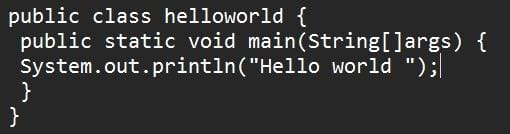 public class helloworld {
 public static void main(String[]args) {
 System.out.println("Hello world ");
 }
}